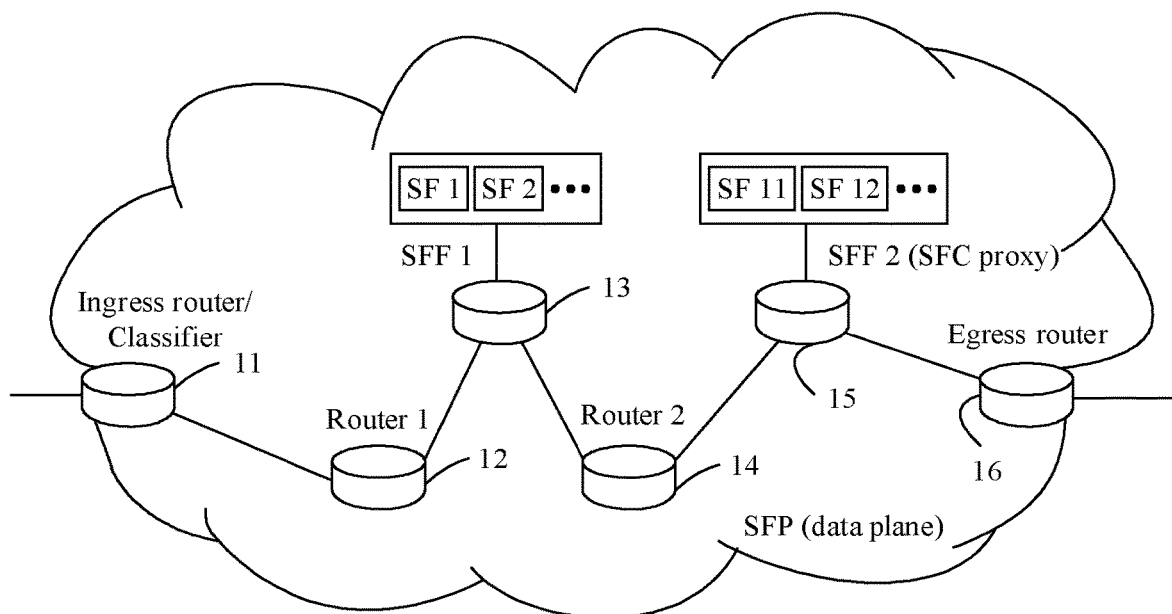 SF 1 SF 2 •••
SF 11 SF 12 •••
SFF 1
SFF 2 (SFC proxy)
13
Ingress router/
Classifier
11
Egress router
15
Router 1
Router 2
12
14
16
SFP (data plane)